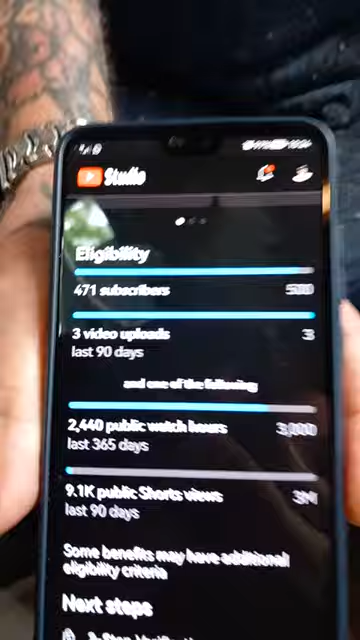 Studio
Eligibility
471 subscribers 500
3 video uploads 3
last 90 days
and one of the following
2,440 public watch hours 3,000
last 365 days
9.1K public Shorts views 3M
last 90 days
Some benefits may have additional
eligibility criteria
Next steps